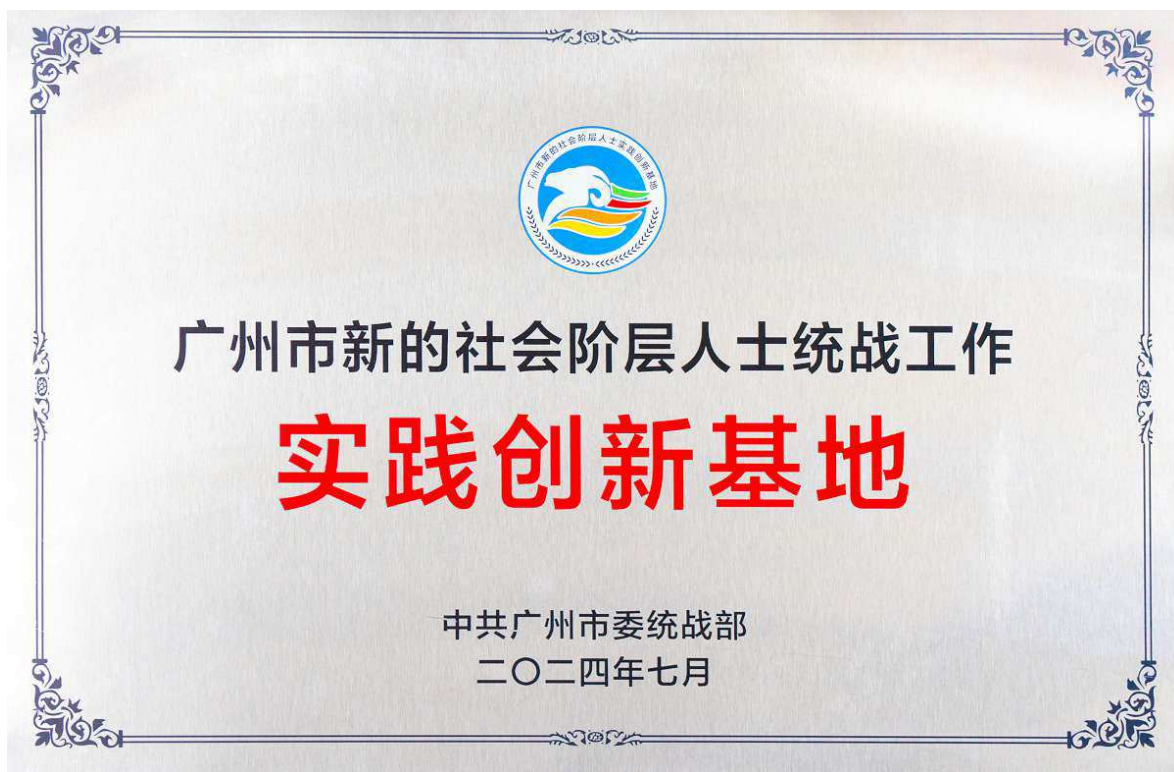 广州市新的社会阶层人士实践创新基地
广州市新的社会阶层人士统战工作
实践创新基地
中共广州市委统战部
二〇二四年七月